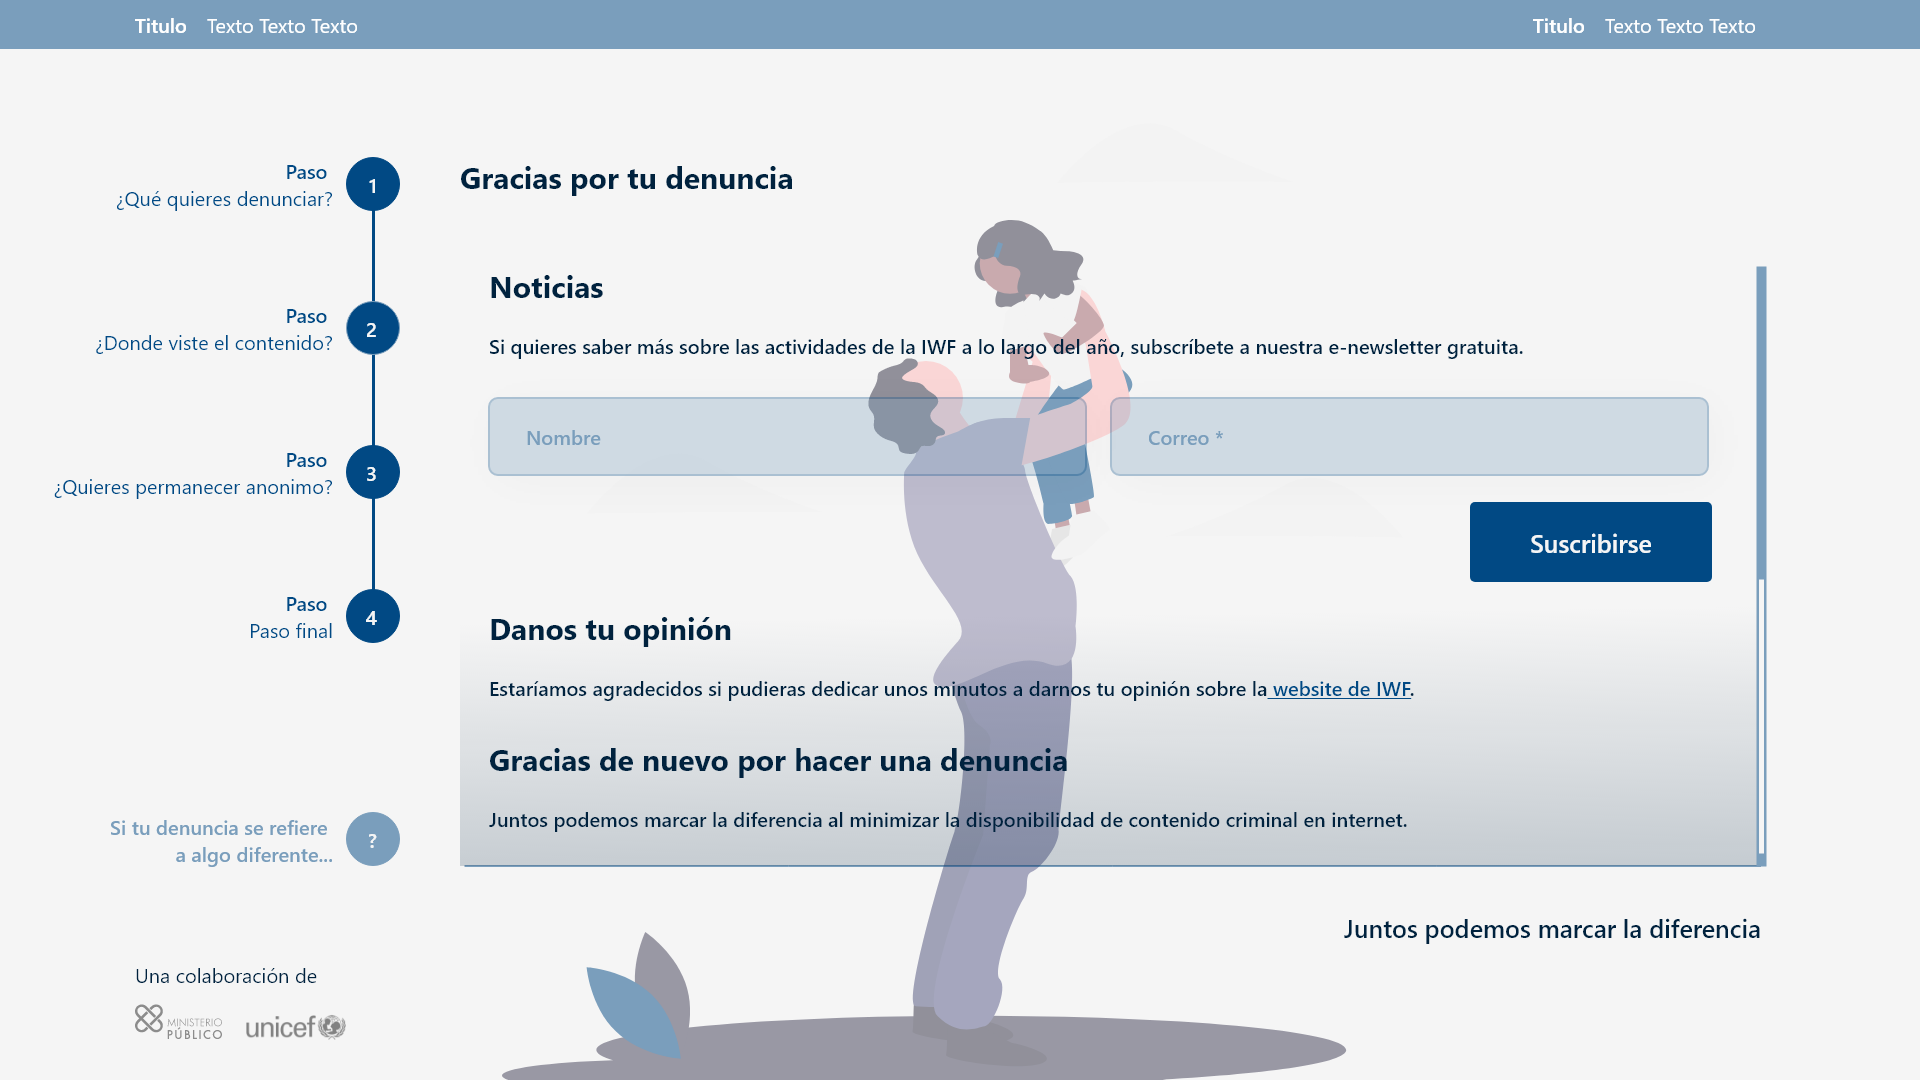 Titulo Texto Texto Texto
Titulo Texto Texto Texto
Paso
¿Qué quieres denunciar?
1
Paso
¿Donde viste el contenido?
2
Paso
¿Quieres permanecer anonimo?
3
Paso
Paso final
4
Si tu denuncia se refiere
a algo diferente...
?
Una colaboración de
MINISTERIO
PÚBLICO
unicef
Gracias por tu denuncia
Noticias
Si quieres saber más sobre las actividades de la IWF a lo largo del año, subscríbete a nuestra e-newsletter gratuita.
Nombre
Correo *
Suscribirse
Danos tu opinión
Estaríamos agradecidos si pudieras dedicar unos minutos a darnos tu opinión sobre la website de IWF.
Gracias de nuevo por hacer una denuncia
Juntos podemos marcar la diferencia al minimizar la disponibilidad de contenido criminal en internet.
Juntos podemos marcar la diferencia